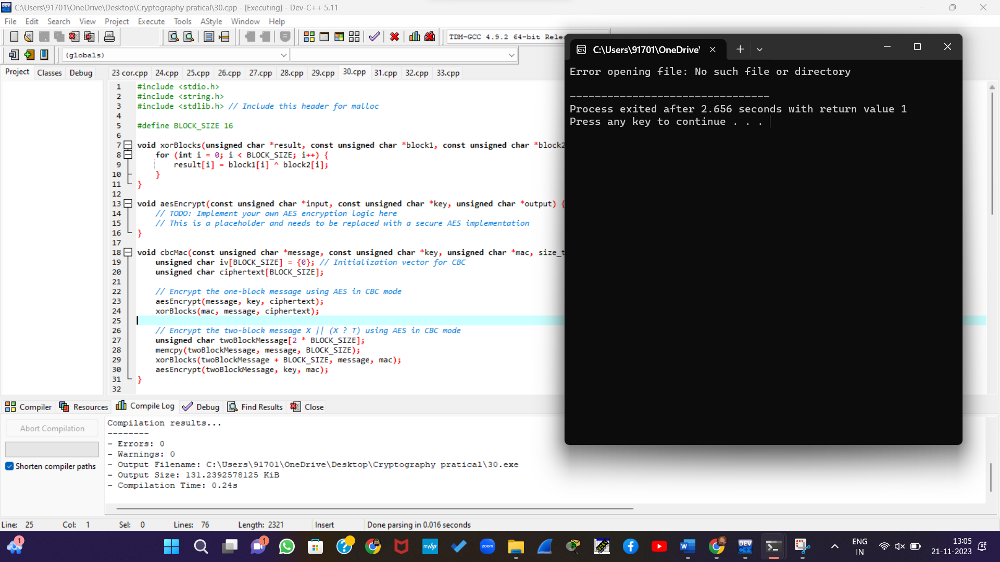 C:\Users\91701\OneDrive\Desktop\Cryptography pratical\30.cpp - [Executing] - Dev-C++ 5.11
File Edit Search View Project Execute Tools AStyle Window Help
TDM-GCC 4.9.2 64-bit Relea
(globals)
Project Classes Debug
23 cor.cpp 24.cpp 25.cpp 26.cpp 27.cpp 28.cpp 29.cpp 30.cpp 31.cpp 32.cpp 33.cpp
1 #include <stdio.h>
2 #include <string.h>
3 #include <stdlib.h> // Include this header for malloc
4
5 #define BLOCK_SIZE 16
6
7 void xorBlocks(unsigned char *result, const unsigned char *block1, const unsigned char *block2
8 for (int i = 0; i < BLOCK_SIZE; i++) {
9 result[i] = block1[i] ^ block2[i];
10 }
11 }
12
13 void aesEncrypt(const unsigned char *input, const unsigned char *key, unsigned char *output) {
14 // TODO: Implement your own AES encryption logic here
15 // This is a placeholder and needs to be replaced with a secure AES implementation
16 }
17
18 void cbcMac(const unsigned char *message, const unsigned char *key, unsigned char *mac, size_t
19 unsigned char iv[BLOCK_SIZE] = {0}; // Initialization vector for CBC
20 unsigned char ciphertext[BLOCK_SIZE];
21
22 // Encrypt the one-block message using AES in CBC mode
23 aesEncrypt(message, key, ciphertext);
24 xorBlocks(mac, message, ciphertext);
25
26 // Encrypt the two-block message X || (X ? T) using AES in CBC mode
27 unsigned char twoBlockMessage[2 * BLOCK_SIZE];
28 memcpy(twoBlockMessage, message, BLOCK_SIZE);
29 xorBlocks(twoBlockMessage + BLOCK_SIZE, message, mac);
30 aesEncrypt(twoBlockMessage, key, mac);
31 }
32
C:\Users\91701\OneDrive'
Error opening file: No such file or directory
--------------------------------
Process exited after 2.656 seconds with return value 1
Press any key to continue . . .
Compiler Resources Compile Log Debug Find Results Close
Abort Compilation
Shorten compiler paths
Compilation results...
--------
- Errors: 0
- Warnings: 0
- Output Filename: C:\Users\91701\OneDrive\Desktop\Cryptography pratical\30.exe
- Output Size: 131.2392578125 KiB
- Compilation Time: 0.24s
Line: 25 Col: 1 Sel: 0 Lines: 76 Length: 2321 Insert Done parsing in 0.016 seconds
1
1
myhp
zoom
DEV
ENG
IN
13:05
21-11-2023